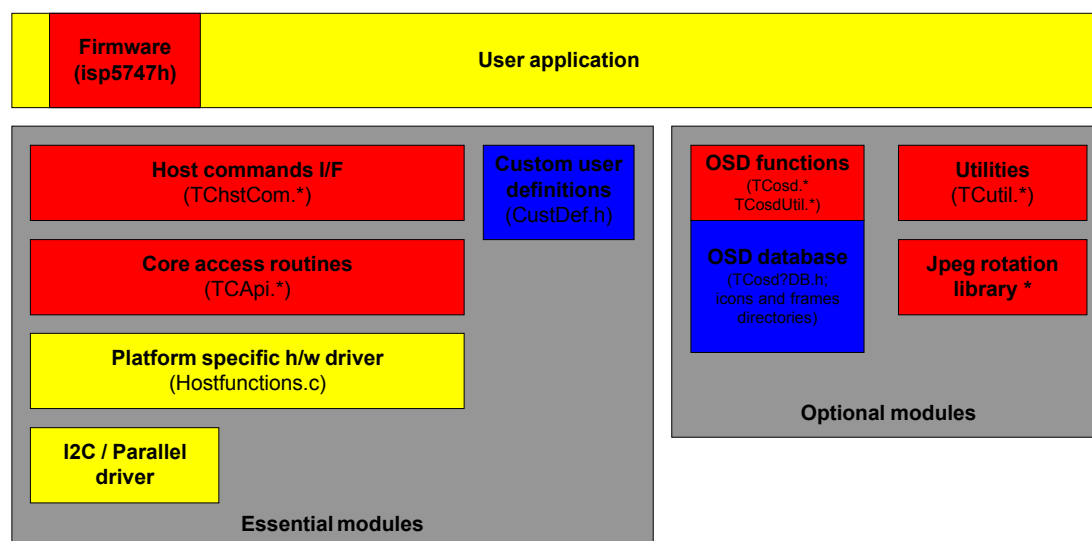 Firmware
(isp5747h)
User application
Host commands I/F
(TChstCom.*)
Custom user
definitions
(CustDef.h)
Core access routines
(TCApi.*)
Platform specific h/w driver
(Hostfunctions.c)
I2C / Parallel
driver
Essential modules
OSD functions
(TCosd.*
TCosdUtil.*)
OSD database
(TCosd?DB.h;
icons and frames
directories)
Utilities
(TCutil.*)
Jpeg rotation
library *
Optional modules